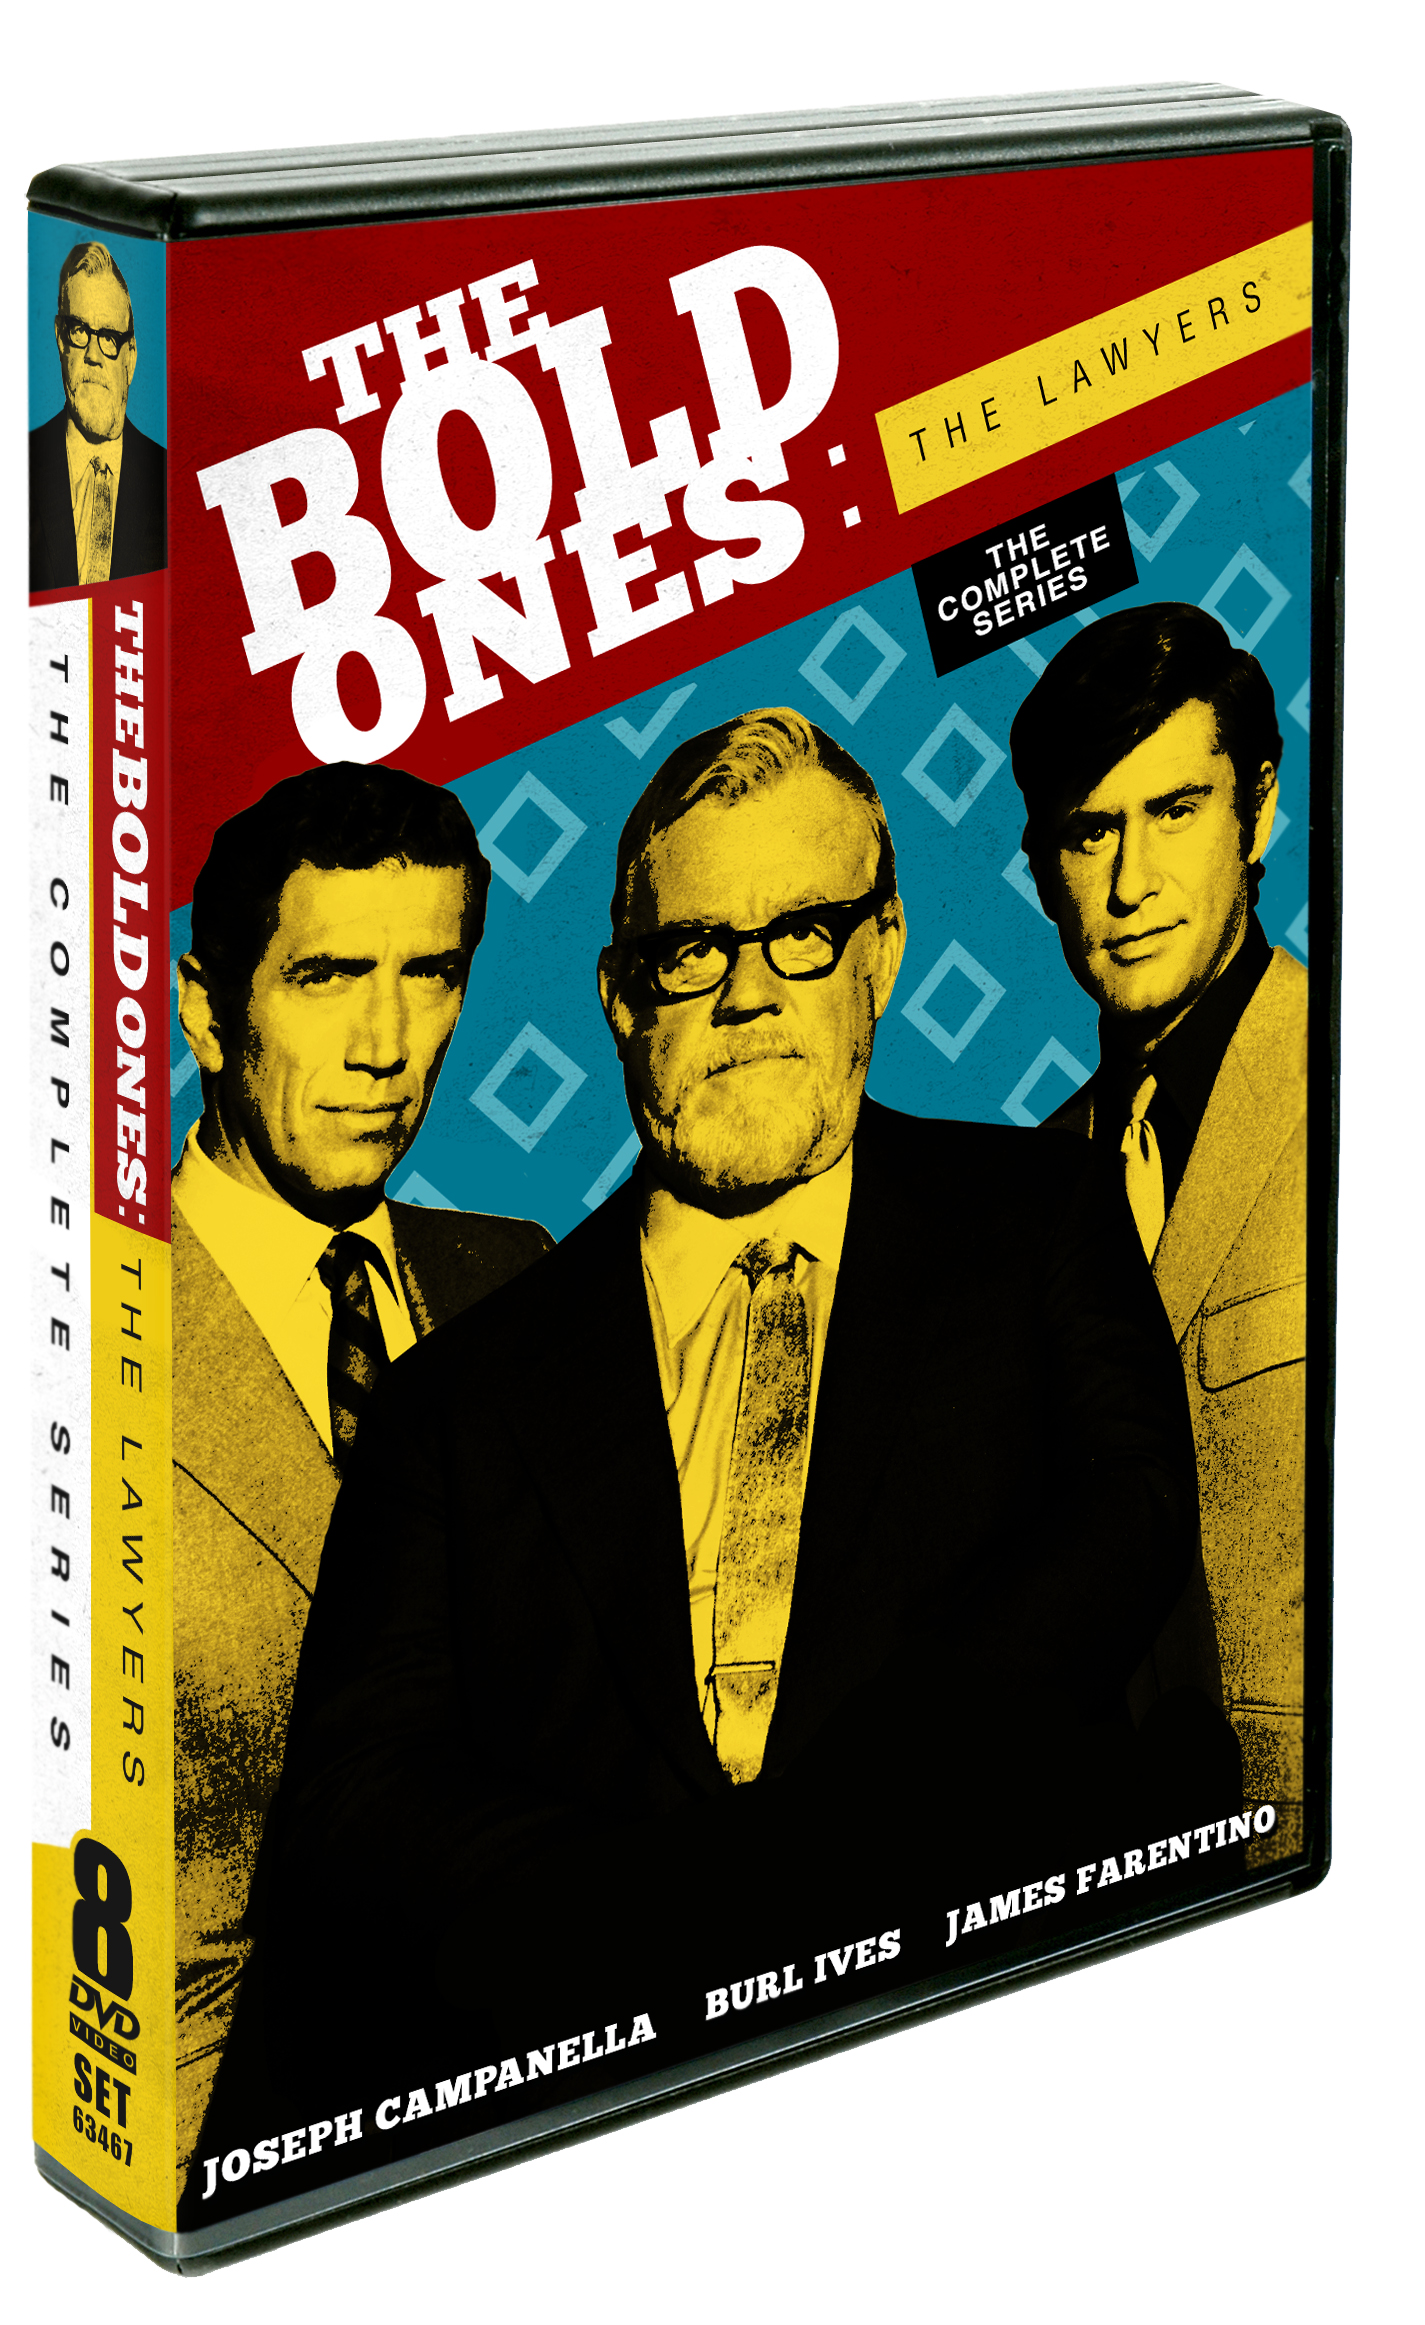 THE
BOLD
ONES:
THE LAWYERS
THE
COMPLETE
SERIES
JOSEPH CAMPANELLA BURL IVES JAMES FARENTINO
THE BOLD ONES: THE LAWYERS
THE COMPLETE SERIES
8
DVD
VIDEO
SET
63467